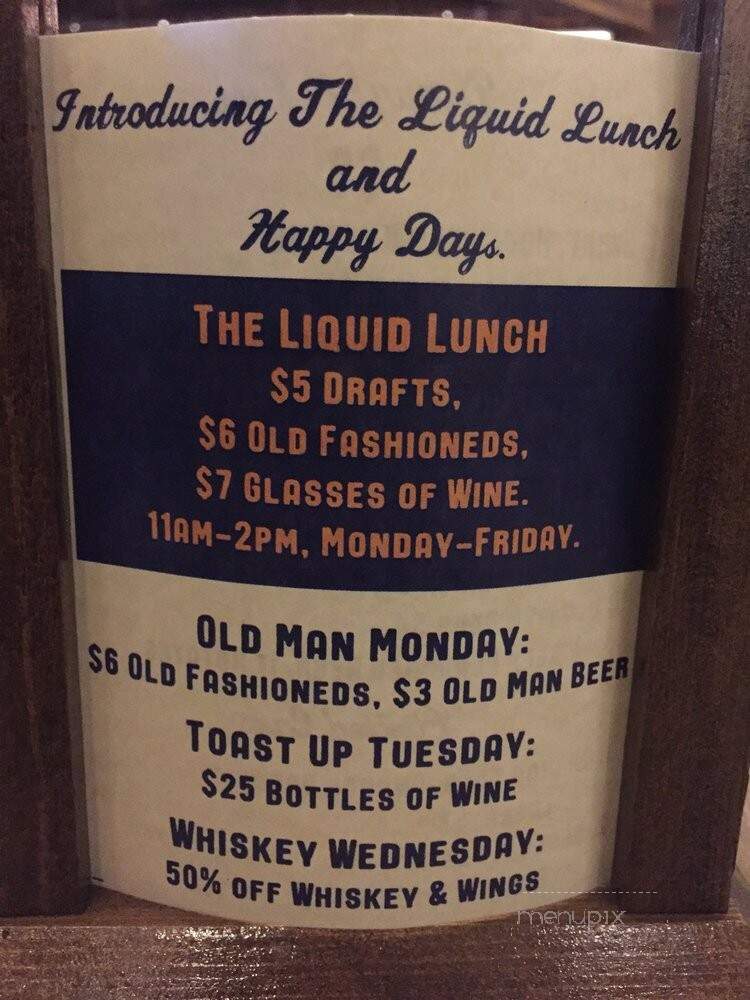 Introducing The Liquid Lunch
and
Happy Days.
THE LIQUID LUNCH
$5 DRAFTS,
$6 OLD FASHIONEDS,
$7 GLASSES OF WINE.
11AM-2PM, MONDAY-FRIDAY.
OLD MAN MONDAY:
$6 OLD FASHIONEDS, $3 OLD MAN BEER
TOAST UP TUESDAY:
$25 BOTTLES OF WINE
WHISKEY WEDNESDAY:
50% OFF WHISKEY & WINGS
menupix